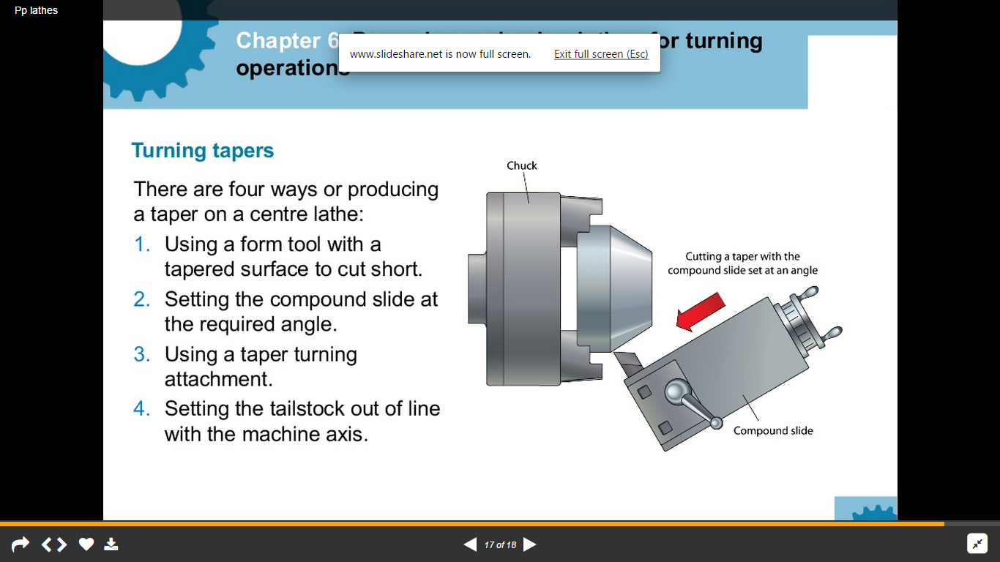 Pp lathes
Chapter 6
or turning
www.slideshare.net is now full screen. Exit full screen (Esc)
operations
Turning tapers
Chuck
There are four ways or producing
a taper on a centre lathe:
1. Using a form tool with a
tapered surface to cut short.
2. Setting the compound slide at
the required angle.
3. Using a taper turning
attachment.
4. Setting the tailstock out of line
with the machine axis.
Cutting a taper with the
compound slide set at an angle
Compound slide
17 of 18